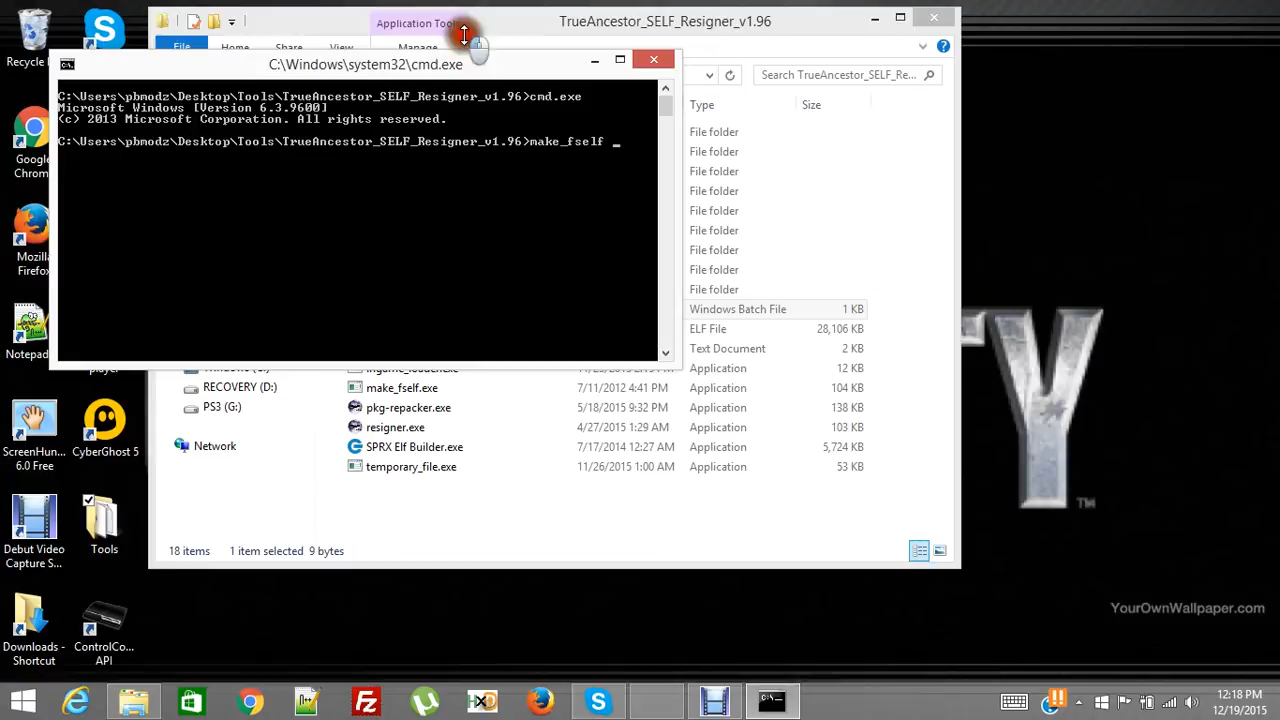 Application Tools
TrueAncestor_SELF_Resigner_v1.96
File
Home
Share
View
Manage
C:\Windows\system32\cmd.exe
Search TrueAncestor_SELF_Re...
C:\Users\pbmodz\Desktop\Tools\TrueAncestor_SELF_Resigner_v1.96>cmd.exe
Microsoft Windows [Version 6.3.9600]
(c) 2013 Microsoft Corporation. All rights reserved.
C:\Users\pbmodz\Desktop\Tools\TrueAncestor_SELF_Resigner_v1.96>make_fself _
Type
Size
File folder
File folder
File folder
File folder
File folder
File folder
File folder
File folder
File folder
Windows Batch File 1 KB
ELF File 28,106 KB
Text Document 2 KB
Application 12 KB
RECOVERY (D:)
make_fself.exe 7/11/2012 4:41 PM Application 104 KB
PS3 (G:)
pkg-repacker.exe 5/18/2015 9:32 PM Application 138 KB
resigner.exe 4/27/2015 1:29 AM Application 103 KB
Network
SPRX Elf Builder.exe 7/17/2014 12:27 AM Application 5,724 KB
temporary_file.exe 11/26/2015 1:00 AM Application 53 KB
18 items 1 item selected 9 bytes
Recycle
Google
Chrom
Mozill
Firefox
Notepad
player
ScreenHun...
6.0 Free
CyberGhost 5
Debut Video
Capture S...
Tools
Downloads -
Shortcut
ControlCo...
API
TY
TM
YourOwnWallpaper.com
12:18 PM
12/19/2015